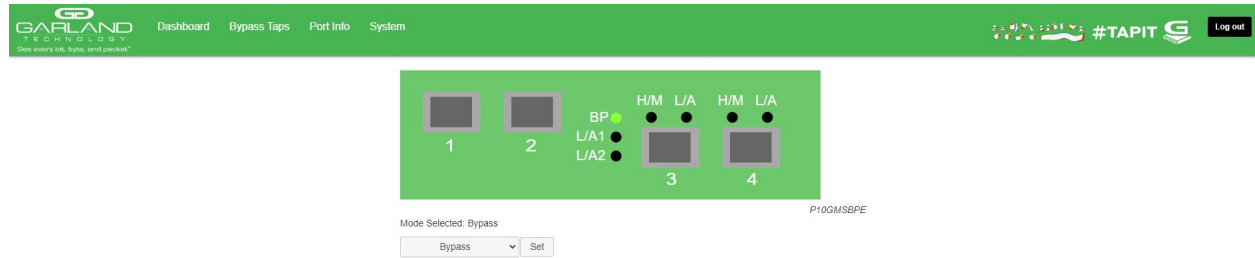 GARLAND
TECHNOLOGY
See every bit, byte, and packet®
Dashboard Bypass Taps Port Info System
#TAPIT
Log out
H/M L/A H/M L/A
BP
L/A1
L/A2
1 2
3 4
P10GMSBPE
Mode Selected: Bypass
Bypass Set